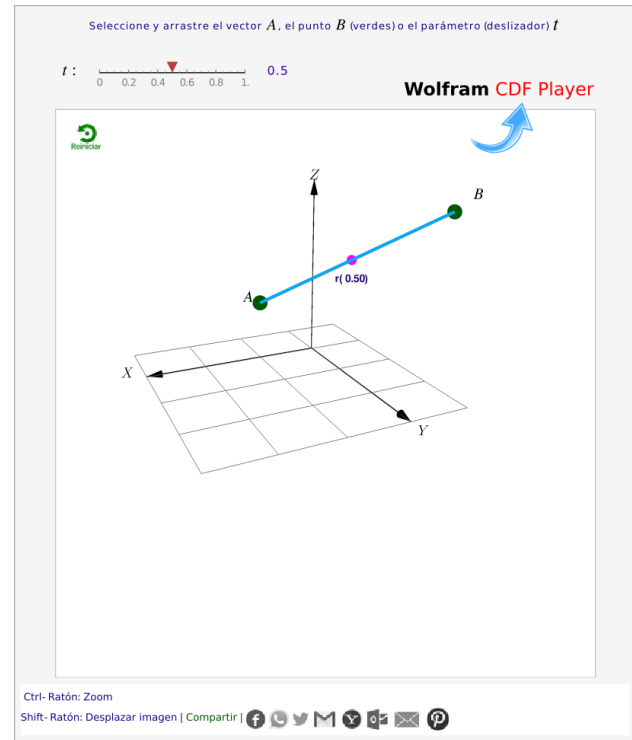 Seleccione y arrastre el vector A, el punto B (verdes) o el parámetro (deslizador) t
t : 0.5
0 0.2 0.4 0.6 0.8 1.
Wolfram CDF Player
Reiniciar
Z
B
r( 0.50)
A
X
Y
Ctrl- Ratón: Zoom
Shift- Ratón: Desplazar imagen | Compartir |